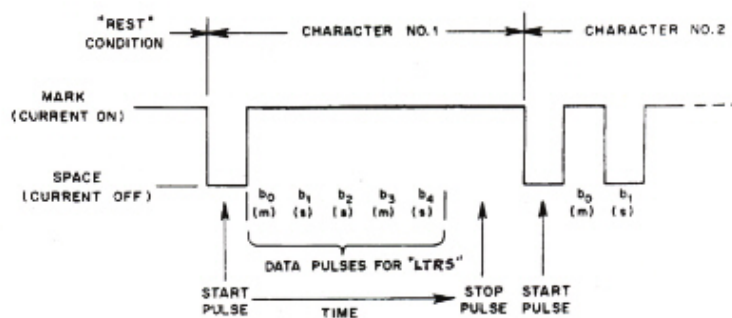 "REST"
CONDITION
CHARACTER NO.1
CHARACTER NO.2
MARK
(CURRENT ON)
SPACE
(CURRENT OFF)
b0 b1 b2 b3 b4
(m) (s) (s) (m) (s)
b0 b1
(m) (s)
DATA PULSES FOR "LTRS"
START
PULSE
TIME
STOP
PULSE
START
PULSE